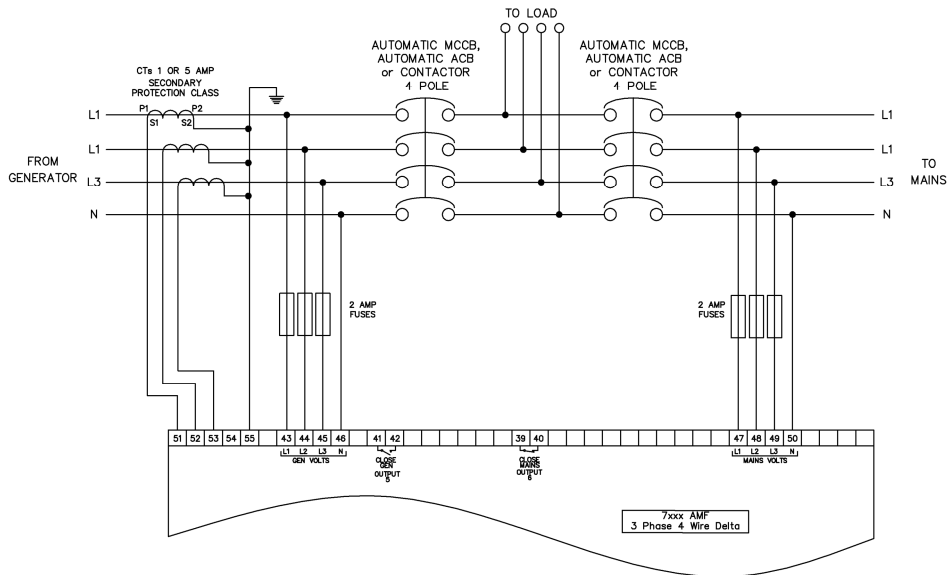 TO LOAD
AUTOMATIC MCCB,
AUTOMATIC ACB
or CONTACTOR
4 POLE
AUTOMATIC MCCB,
AUTOMATIC ACB
or CONTACTOR
4 POLE
CTs 1 OR 5 AMP
SECONDARY
PROTECTION CLASS
P1 P2
S1 S2
L1
L1
L3
N
FROM
GENERATOR
L1
L1
L3
N
TO
MAINS
2 AMP
FUSES
2 AMP
FUSES
51 52 53 54 55 43 44 45 46 41 42 39 40 47 48 49 50
L1 L2 L3 N
GEN VOLTS
CLOSE
GEN
OUTPUT
5
CLOSE
MAINS
OUTPUT
6
L1 L2 L3 N
MAINS VOLTS
7xxx AMF
3 Phase 4 Wire Delta